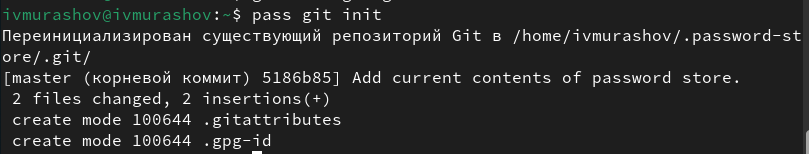 ivmurashov@ivmurashov:~$ pass git init
Переинициализирован существующий репозиторий Git в /home/ivmurashov/.password-st
ore/.git/
[master (корневой коммит) 5186b85] Add current contents of password store.
 2 files changed, 2 insertions(+)
 create mode 100644 .gitattributes
 create mode 100644 .gpg-id